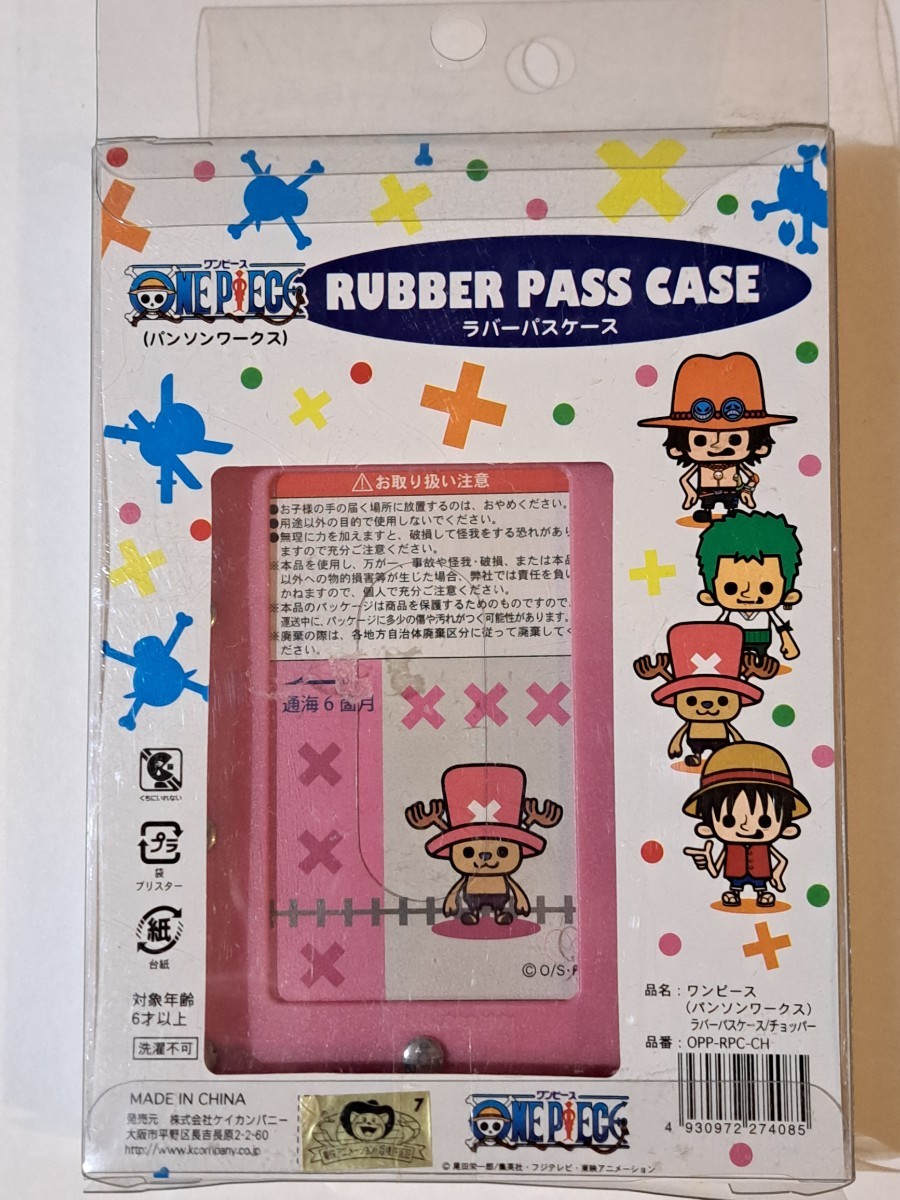 ワンピース
ONE PIECE
(パンソンワークス)
RUBBER PASS CASE
ラバーパスケース
⚠お取り扱い注意
●お子様の手の届く場所に放置するのは、おやめください。
●用途以外の目的で使用しないでください。
●無理に力を加えますと、破損して怪我をする恐れがあり
ますので充分ご注意ください。
※本品を使用し、万が一、事故や怪我・破損、または本品
以外への物的損害等が生じた場合、弊社では責任を負い
かねますので、個人で充分ご注意ください。
※本品のパッケージは商品を保護するためのものですので、
運送中に、パッケージに多少の傷や汚れがつく可能性があります。
※廃棄の際は、各地方自治体廃棄区分に従って廃棄してく
ださい。
通海6箇月
©O/S・F
くちにいれない
プラ
袋
ブリスター
紙
台紙
対象年齢
6才以上
洗濯不可
品名：ワンピース
(パンソンワークス)
ラバーパスケース/チョッパー
品番：OPP-RPC-CH
4 930972 274085
MADE IN CHINA
発売元 株式会社ケイカンパニー
大阪市平野区長吉長原2-2-60
http://www.kcompany.co.jp
7
ワンピース
ONE PIECE
© 尾田栄一郎/集英社・フジテレビ・東映アニメーション